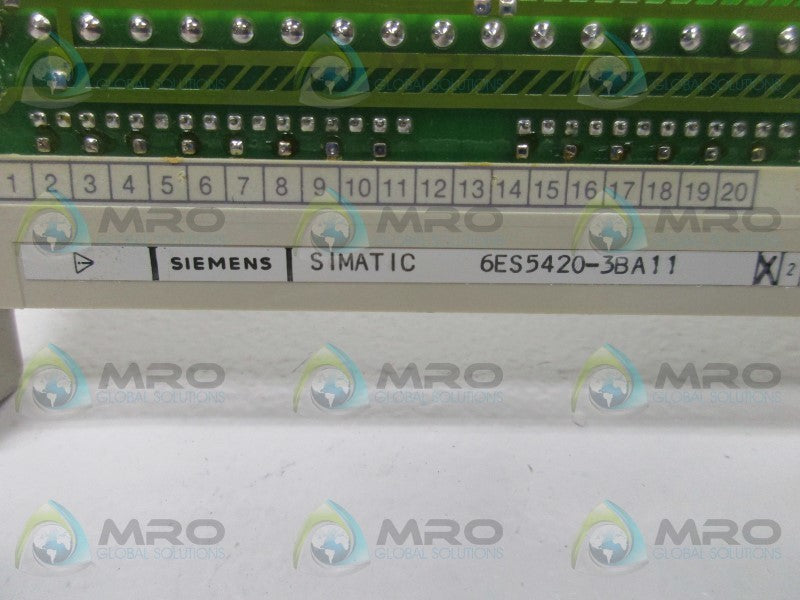 1 2 3 4 5 6 7 8 9 10 11 12 13 14 15 16 17 18 19 20
SIEMENS SIMATIC 6ES5420-3BA11 X 2
MRO GLOBAL SOLUTIONS